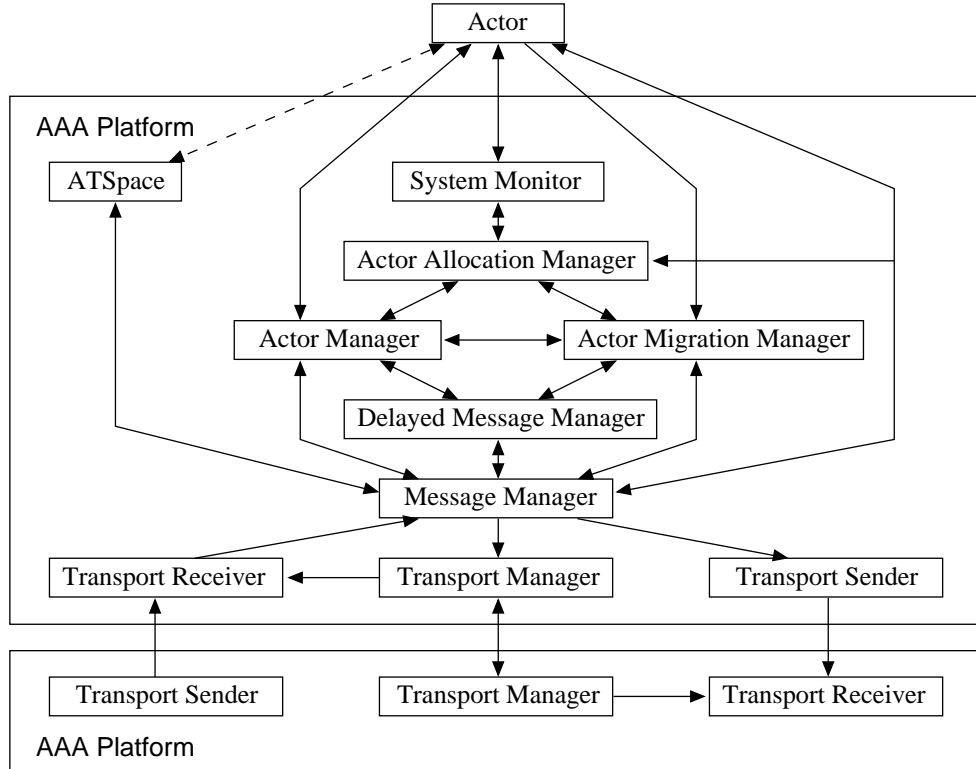 Actor
AAA Platform
ATSpace
System Monitor
Actor Allocation Manager
Actor Manager
Actor Migration Manager
Delayed Message Manager
Message Manager
Transport Receiver
Transport Manager
Transport Sender
Transport Sender
Transport Manager
Transport Receiver
AAA Platform